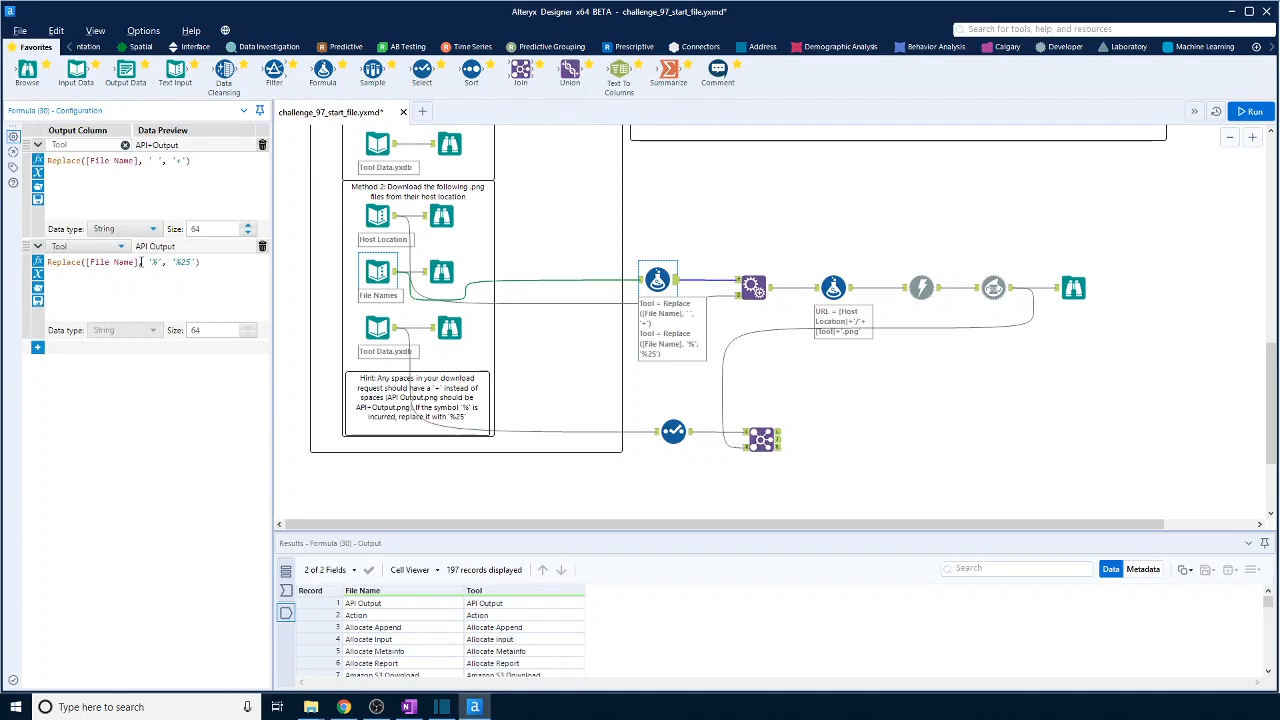 Alteryx Designer x64 BETA - challenge_97_start_file.yxmd*
File Edit View Options Help
Search for tools, help, and resources
Favorites ntation Spatial Interface Data Investigation Predictive AB Testing Time Series Predictive Grouping Prescriptive Connectors Address Demographic Analysis Behavior Analysis Calgary Developer Laboratory Machine Learning
Browse Input Data Output Data Text Input Data Cleansing Filter Formula Sample Select Sort Join Union Text To Columns Summarize Comment
Formula (30) - Configuration
challenge_97_start_file.yxmd*
Run
Output Column Data Preview
Tool API+Output
Replace([File Name], ' ', '+')
Data type: String Size: 64
Tool API Output
Replace([File Name], '%', '%25')
Data type: String Size: 64
Tool Data.yxdb
Method 2: Download the following .png
files from their host location
Host Location
File Names
Tool Data.yxdb
Hint: Any spaces in your download
request should have a '+' instead of
spaces (API Output.png should be
API+Output.png). If the symbol '%' is
incurred, replace it with '%25'
Tool = Replace
([File Name], ' ',
'+')
Tool = Replace
([File Name], '%',
'%25')
URL = [Host
Location]+'/'+
[Tool]+'.png'
Results - Formula (30) - Output
2 of 2 Fields Cell Viewer 197 records displayed Search Data Metadata
Record File Name Tool
1 API Output API Output
2 Action Action
3 Allocate Append Allocate Append
4 Allocate Input Allocate Input
5 Allocate Metainfo Allocate Metainfo
6 Allocate Report Allocate Report
7 Amazon S3 Download Amazon S3 Download
Type here to search